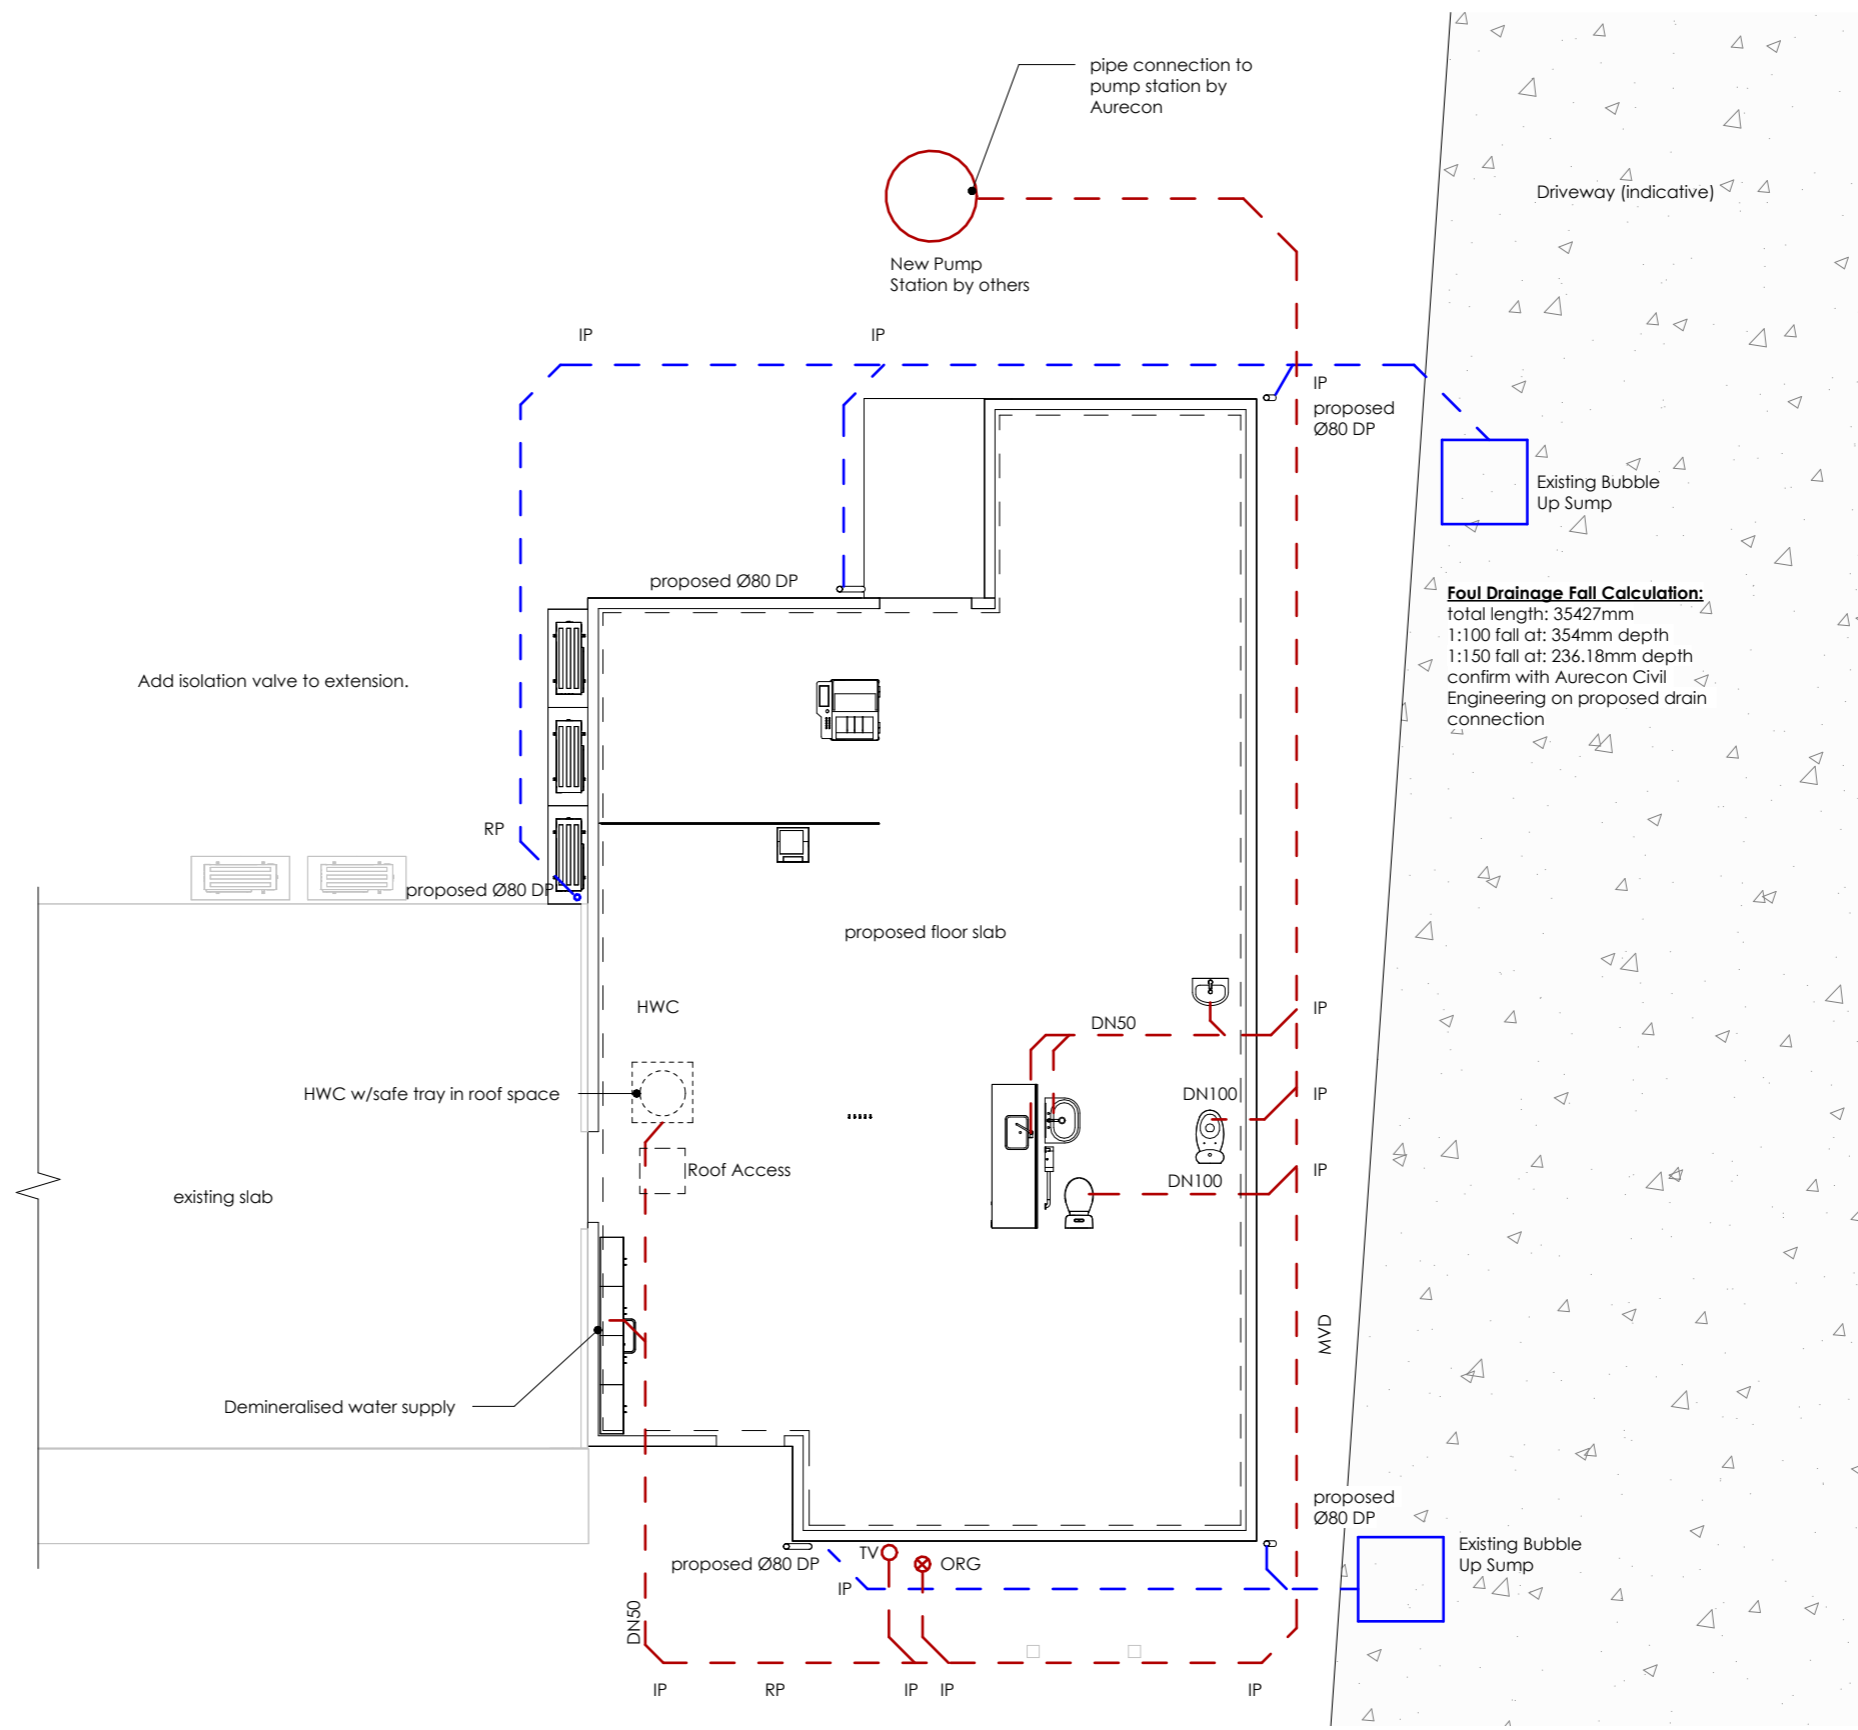 pipe connection to
pump station by
Aurecon
Driveway (indicative)
New Pump
Station by others
IP
IP
IP
proposed
Ø80 DP
Existing Bubble
Up Sump
proposed Ø80 DP
Foul Drainage Fall Calculation:
total length: 35427mm
1:100 fall at: 354mm depth
1:150 fall at: 236.18mm depth
confirm with Aurecon Civil
Engineering on proposed drain
connection
Add isolation valve to extension.
RP
proposed Ø80 DP
proposed floor slab
HWC
IP
DN50
HWC w/safe tray in roof space
DN100
IP
Roof Access
IP
DN100
existing slab
MVD
Demineralised water supply
proposed
Ø80 DP
Existing Bubble
Up Sump
proposed Ø80 DP
TV
ORG
IP
DN50
IP
RP
IP
IP
IP